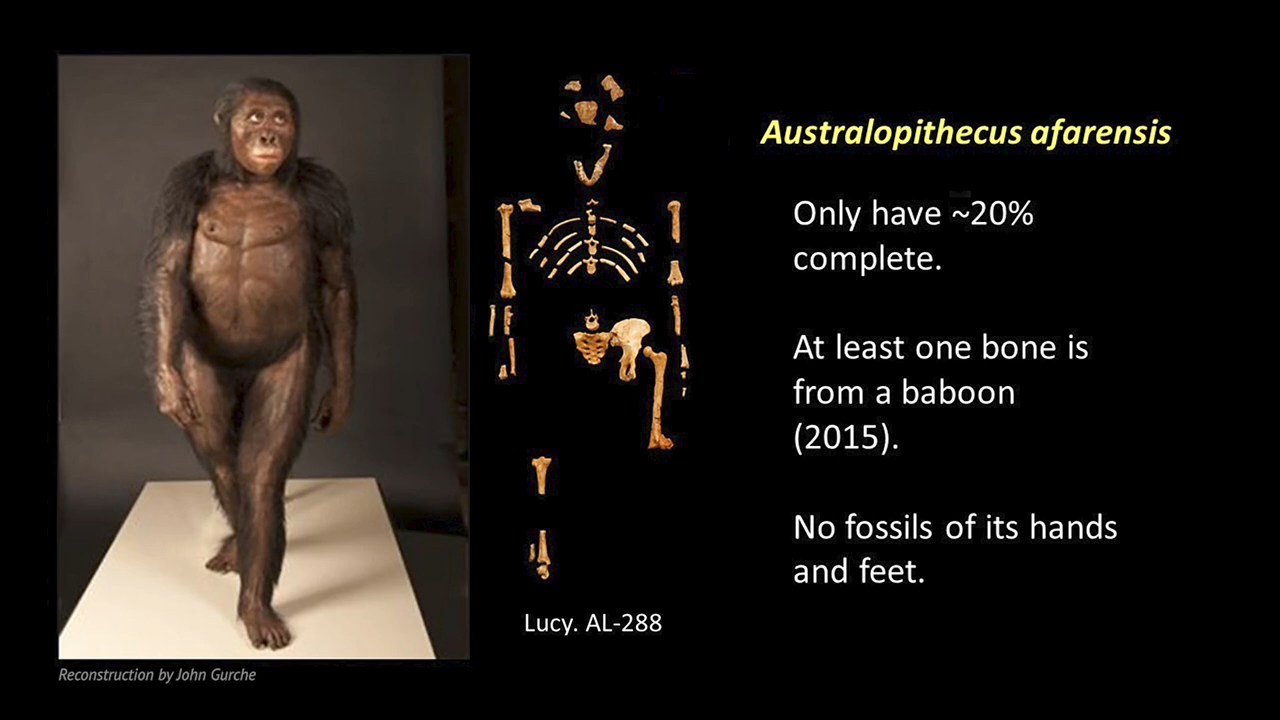 Australopithecus afarensis
Only have ~20%
complete.
At least one bone is
from a baboon
(2015).
No fossils of its hands
and feet.
Lucy. AL-288
Reconstruction by John Gurche